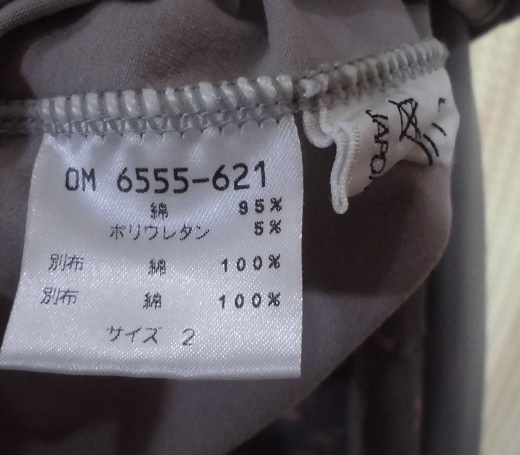 OM 6555-621
綿 95%
ポリウレタン 5%
別布 綿 100%
別布 綿 100%
サイズ 2
JAPON